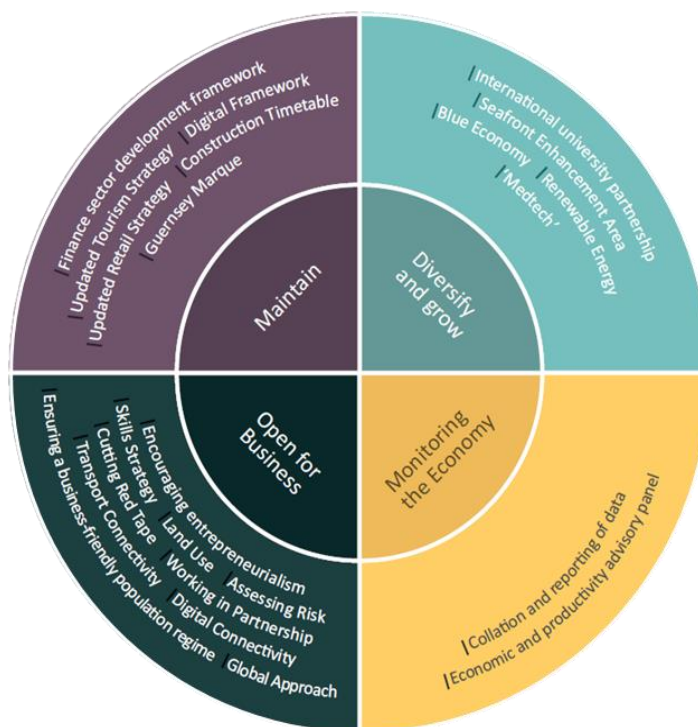 Finance sector development framework
Updated Tourism Strategy
Digital Framework
Updated Retail Strategy
Construction Timetable
Guernsey Marque
Maintain
International university partnership
Seafront Enhancement Area
Blue Economy
Renewable Energy
'Medtech'
Diversify
and grow
Open for
Business
Encouraging entrepreneurialism
Skills Strategy
Land Use
Assessing Risk
Cutting Red Tape
Working in Partnership
Transport Connectivity
Digital Connectivity
Ensuring a business-friendly population regime
Global Approach
Monitoring
the Economy
Collation and reporting of data
Economic and productivity advisory panel